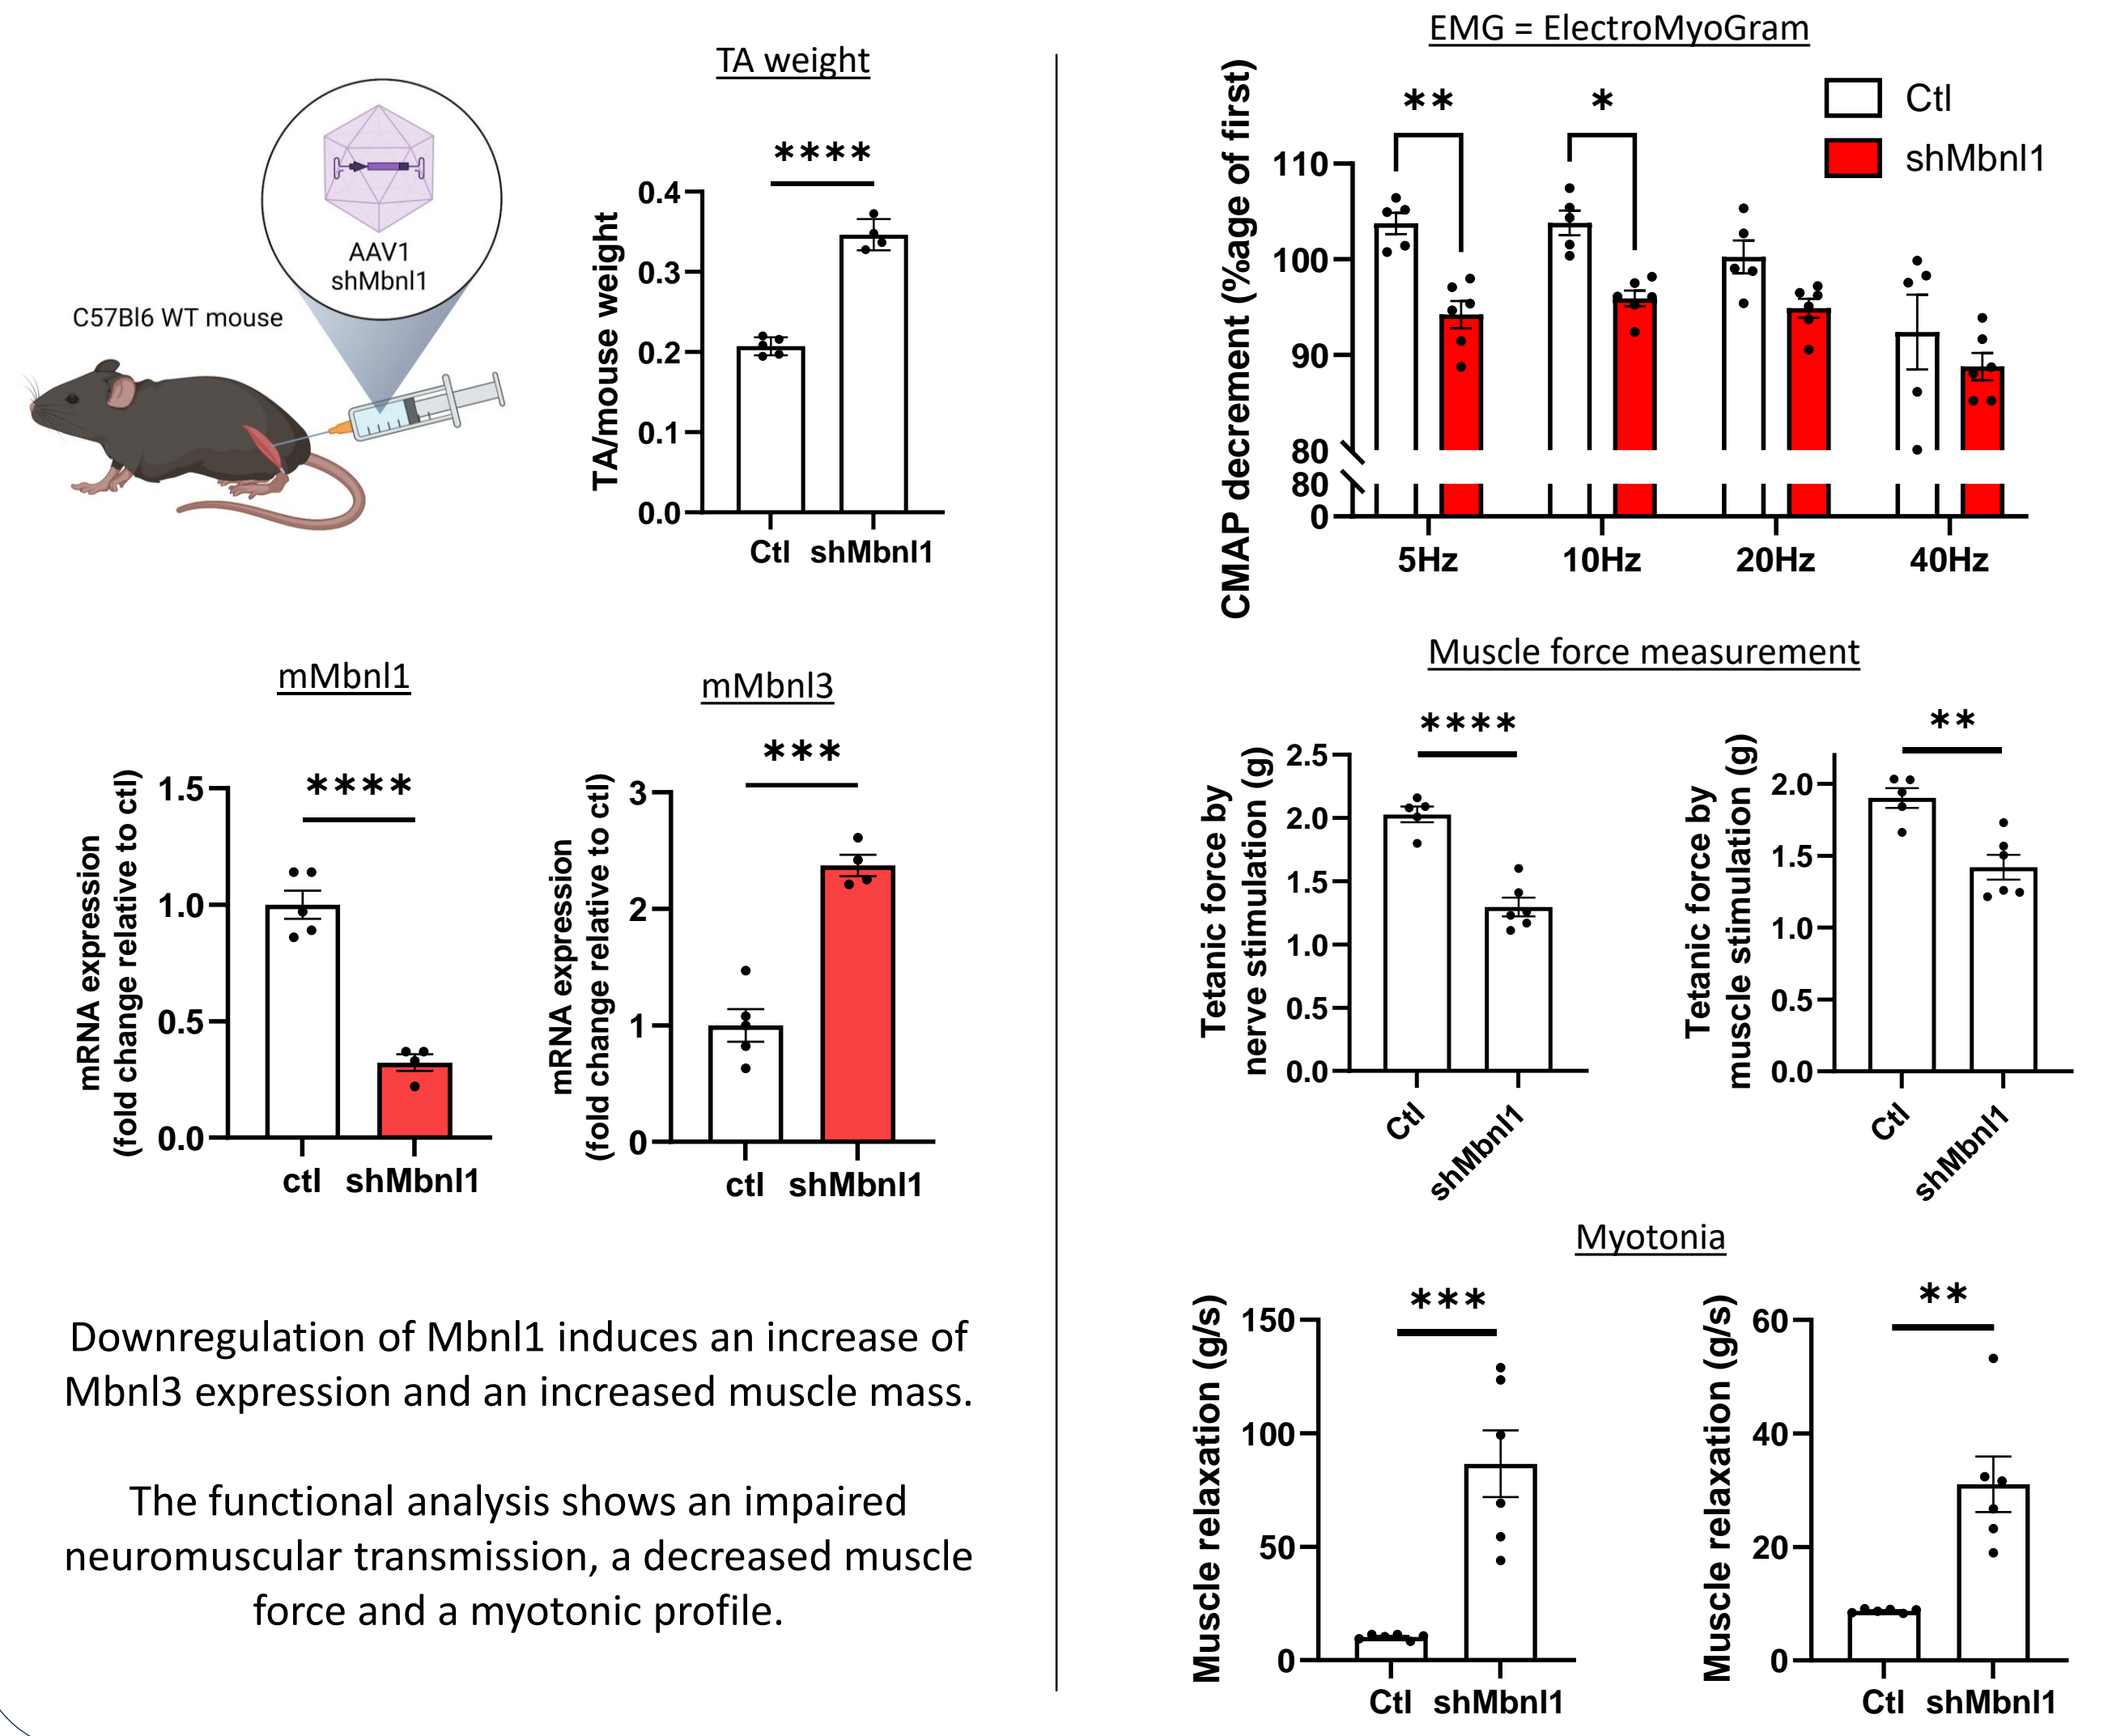 AAV1
shMbnl1
C57Bl6 WT mouse
TA weight
****
TA/mouse weight
0.4
0.3
0.2
0.1
0.0
Ctl shMbnl1
mMbnl1
****
mRNA expression
(fold change relative to ctl)
1.5
1.0
0.5
0.0
ctl shMbnl1
mMbnl3
***
mRNA expression
(fold change relative to ctl)
3
2
1
0
ctl shMbnl1
Downregulation of Mbnl1 induces an increase of
Mbnl3 expression and an increased muscle mass.
The functional analysis shows an impaired
neuromuscular transmission, a decreased muscle
force and a myotonic profile.
EMG = ElectroMyoGram
Ctl
shMbnl1
** *
CMAP decrement (%age of first)
110
100
90
80
80
0
5Hz 10Hz 20Hz 40Hz
Muscle force measurement
****
Tetanic force by
nerve stimulation (g)
2.5
2.0
1.5
1.0
0.5
0.0
Ctl
shMbnl1
**
Tetanic force by
muscle stimulation (g)
2.0
1.5
1.0
0.5
0.0
Ctl
shMbnl1
Myotonia
***
Muscle relaxation (g/s)
150
100
50
0
Ctl shMbnl1
**
Muscle relaxation (g/s)
60
40
20
0
Ctl shMbnl1